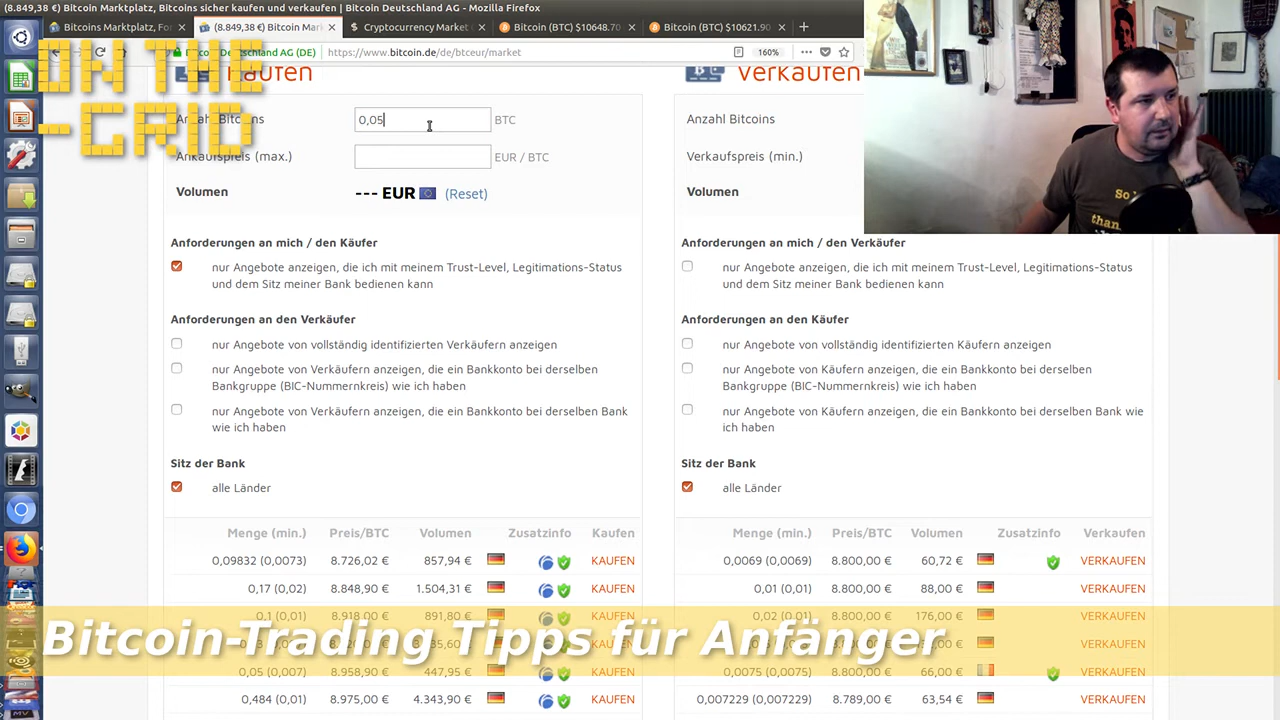 (8.849,38 €) Bitcoin Marktplatz, Bitcoins sicher kaufen und verkaufen | Bitcoin Deutschland AG - Mozilla Firefox
Bitcoins Marktplatz, For
(8.849,38 €) Bitcoin Mark
Cryptocurrency Market
Bitcoin (BTC) $10648.70
Bitcoin (BTC) $10621.90
Deutschland AG (DE)
https://www.bitcoin.de/de/btceur/market
160%
ON THE
-GRID
Kaufen
Verkaufen
Anzahl Bitcoins
0,05
BTC
Ankaufspreis (max.)
EUR / BTC
Volumen
--- EUR
(Reset)
Anzahl Bitcoins
Verkaufspreis (min.)
Volumen
Anforderungen an mich / den Käufer
nur Angebote anzeigen, die ich mit meinem Trust-Level, Legitimations-Status
und dem Sitz meiner Bank bedienen kann
Anforderungen an den Verkäufer
nur Angebote von vollständig identifizierten Verkäufern anzeigen
nur Angebote von Verkäufern anzeigen, die ein Bankkonto bei derselben
Bankgruppe (BIC-Nummernkreis) wie ich haben
nur Angebote von Verkäufern anzeigen, die ein Bankkonto bei derselben Bank
wie ich haben
Sitz der Bank
alle Länder
Anforderungen an mich / den Verkäufer
nur Angebote anzeigen, die ich mit meinem Trust-Level, Legitimations-Status
und dem Sitz meiner Bank bedienen kann
Anforderungen an den Käufer
nur Angebote von vollständig identifizierten Käufern anzeigen
nur Angebote von Käufern anzeigen, die ein Bankkonto bei derselben
Bankgruppe (BIC-Nummernkreis) wie ich haben
nur Angebote von Käufern anzeigen, die ein Bankkonto bei derselben Bank wie
ich haben
Sitz der Bank
alle Länder
Menge (min.) Preis/BTC Volumen Zusatzinfo Kaufen
0,09832 (0,0073) 8.726,02 € 857,94 € KAUFEN
0,17 (0,02) 8.848,90 € 1.504,31 € KAUFEN
0,1 (0,01) 8.918,00 € KAUFEN
KAUFEN
0,05 (0,007) 8.958,90 € KAUFEN
0,484 (0,01) 8.975,00 € 4.343,90 € KAUFEN
Menge (min.) Preis/BTC Volumen Zusatzinfo Verkaufen
0,0069 (0,0069) 8.800,00 € 60,72 € VERKAUFEN
0,01 (0,01) 8.800,00 € 88,00 € VERKAUFEN
0,02 (0,01) 8.800,00 € 176,00 € VERKAUFEN
VERKAUFEN
0,0075 (0,0075) 8.800,00 € 66,00 € VERKAUFEN
0,007229 (0,007229) 8.789,00 € 63,54 € VERKAUFEN
Bitcoin-Trading Tipps für Anfänger